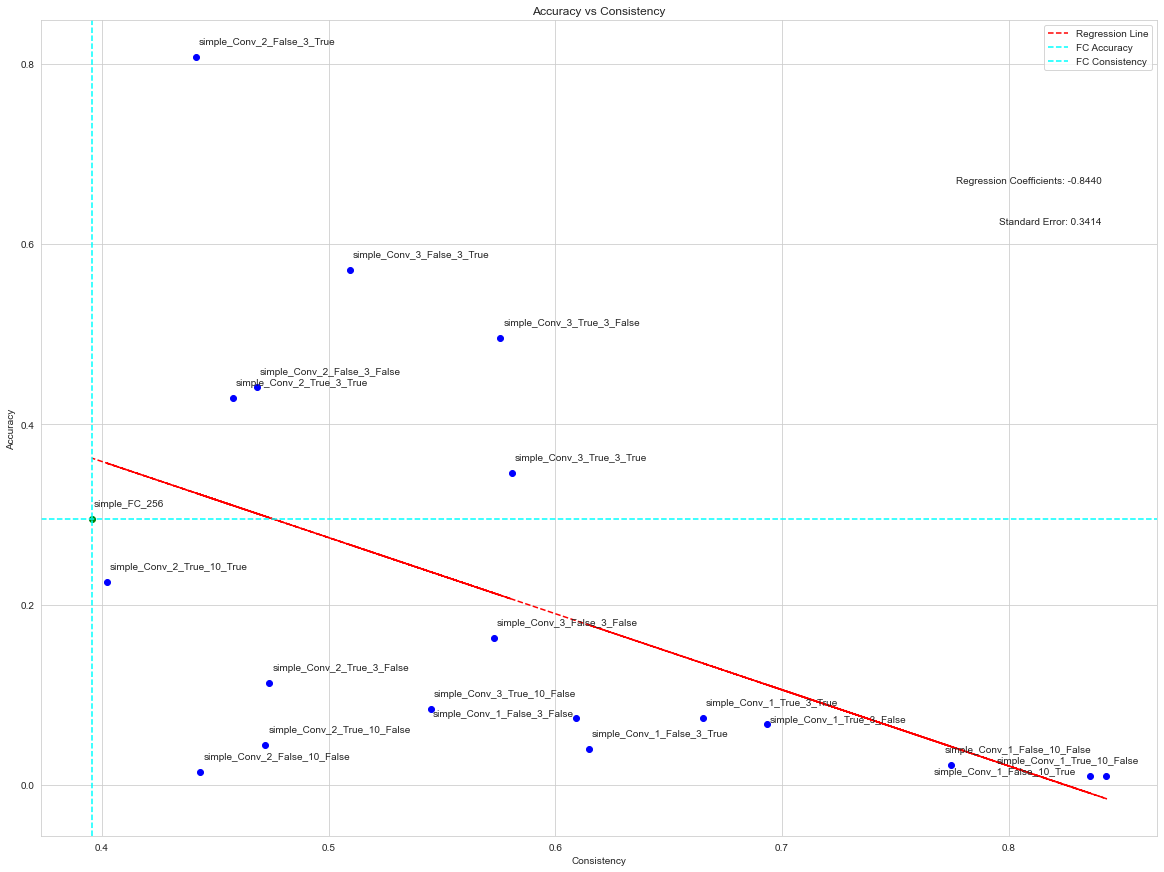 Accuracy vs Consistency
simple_Conv_2_False_3_True
Regression Line
FC Accuracy
FC Consistency
0.8
Regression Coefficients: -0.8440
Standard Error: 0.3414
0.6
simple_Conv_3_False_3_True
simple_Conv_3_True_3_False
simple_Conv_2_False_3_False
simple_Conv_2_True_3_True
0.4
Accuracy
simple_Conv_3_True_3_True
simple_FC_256
simple_Conv_2_True_10_True
0.2
simple_Conv_3_False_3_False
simple_Conv_2_True_3_False
simple_Conv_3_True_10_False
simple_Conv_1_True_3_True
simple_Conv_1_False_3_False
simple_Conv_1_True_3_False
simple_Conv_2_True_10_False
simple_Conv_1_False_3_True
simple_Conv_1_False_10_False
simple_Conv_2_False_10_False
simple_Conv_1_True_10_False
simple_Conv_1_False_10_True
0.0
0.4
0.5
0.6
0.7
0.8
Consistency